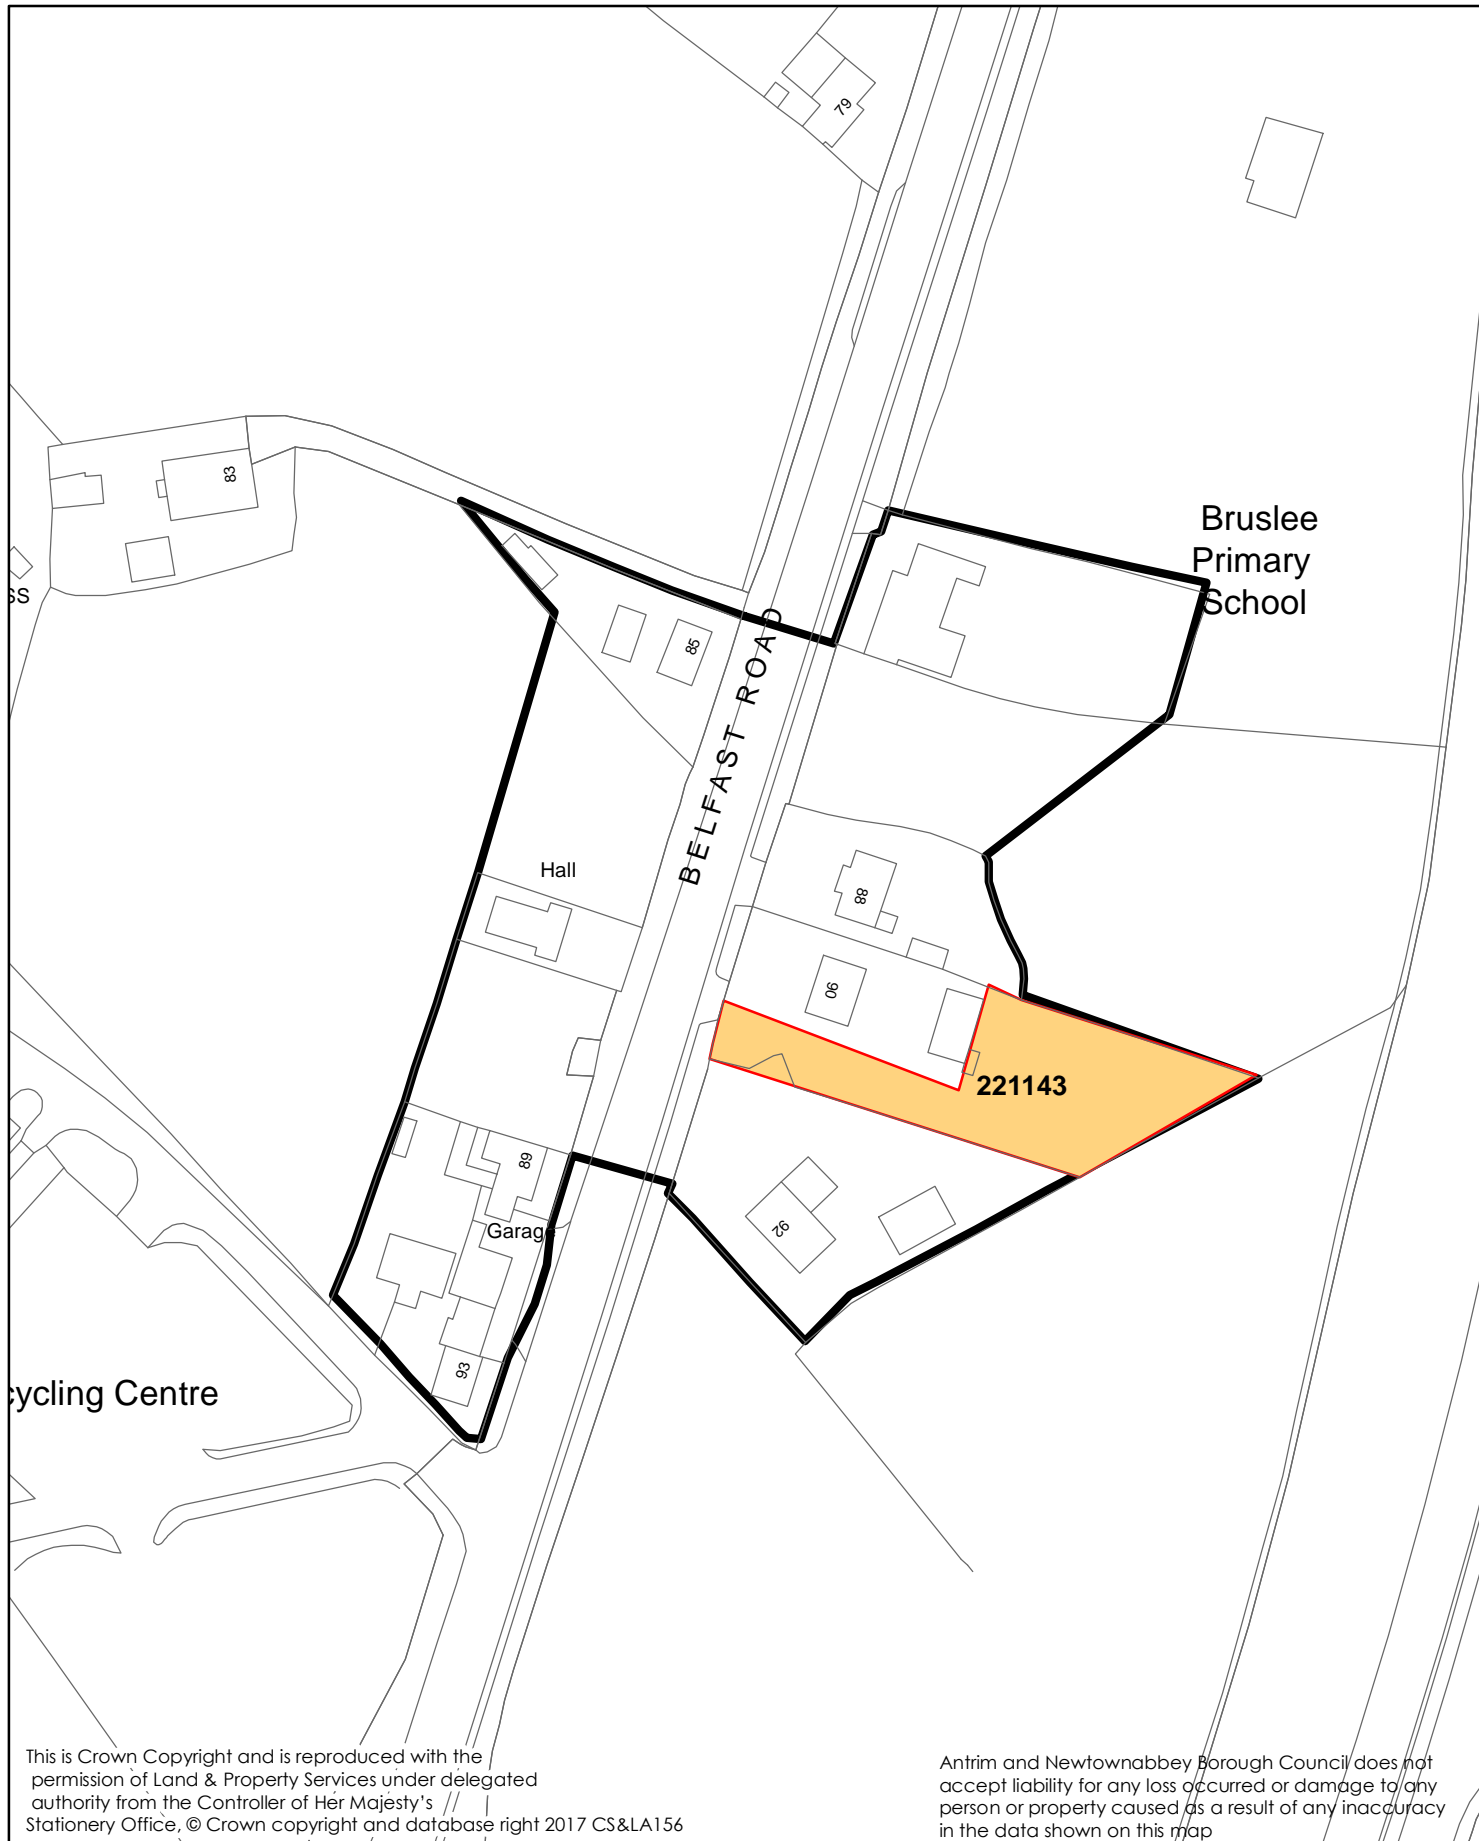 79
83
SS
Bruslee
Primary
School
85
BELFAST ROAD
Hall
88
90
221143
89
Garage
92
93
cycling Centre
This is Crown Copyright and is reproduced with the
permission of Land & Property Services under delegated
authority from the Controller of Her Majesty's
Stationery Office, © Crown copyright and database right 2017 CS&LA156
Antrim and Newtownabbey Borough Council does not
accept liability for any loss occurred or damage to any
person or property caused as a result of any inaccuracy
in the data shown on this map